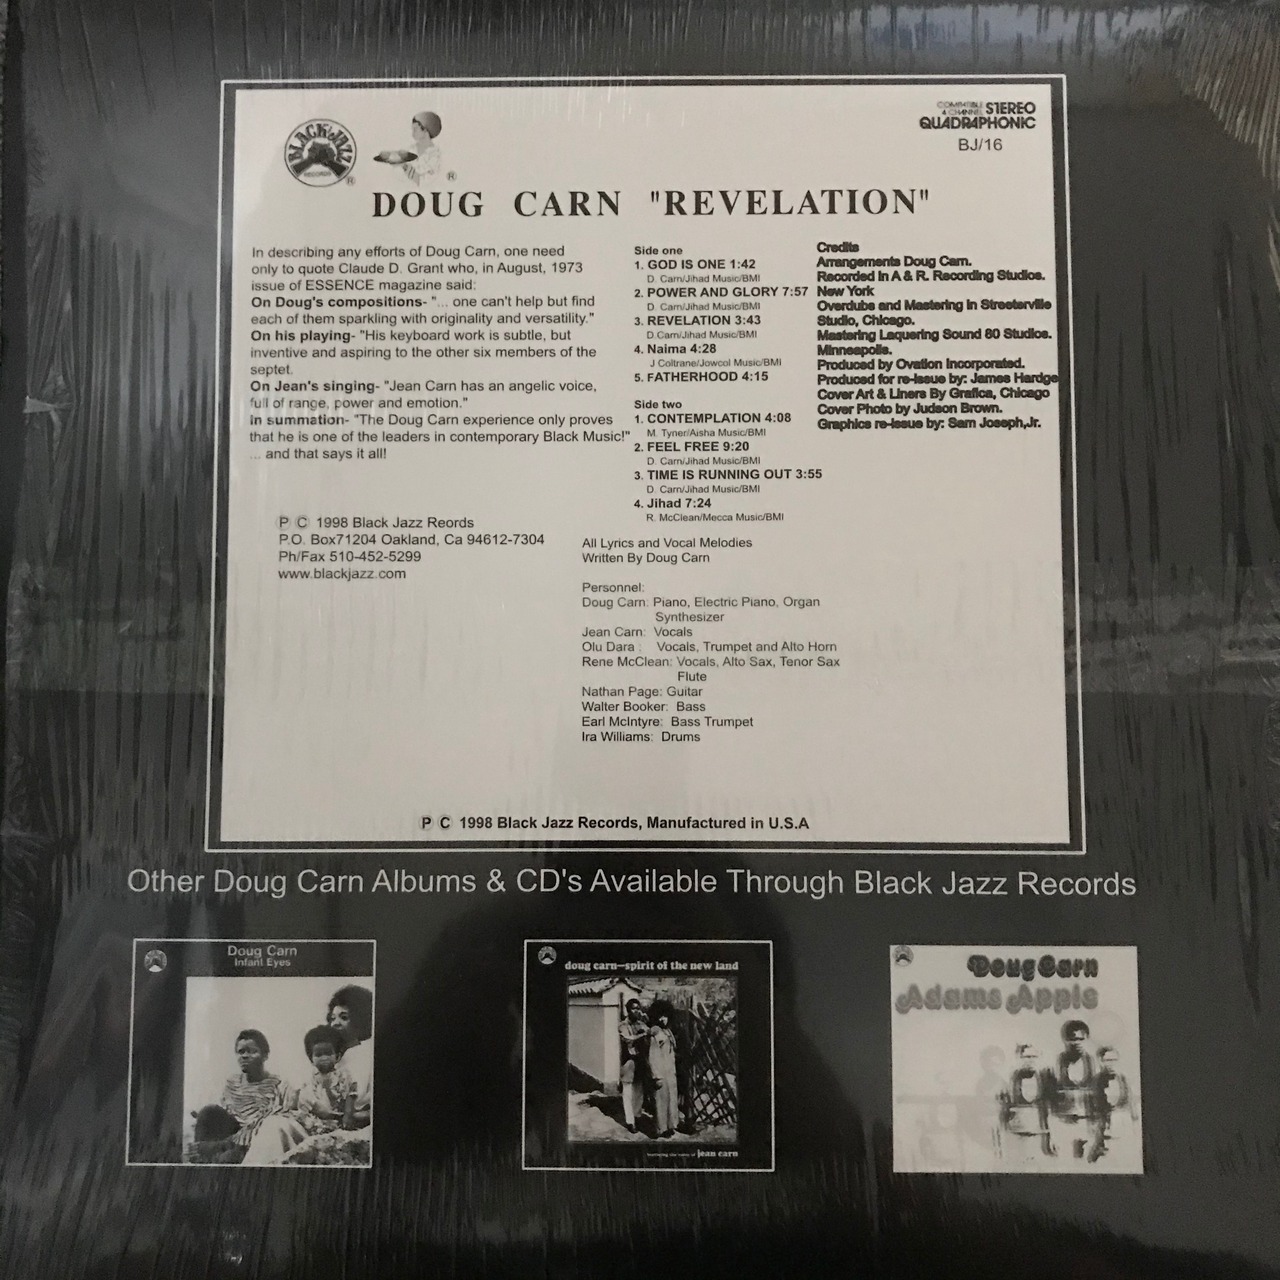 BLACK JAZZ
RECORDS
®
®
COMPATIBLE STEREO
4 CHANNEL
QUADRAPHONIC
BJ/16
DOUG CARN "REVELATION"
In describing any efforts of Doug Carn, one need
only to quote Claude D. Grant who, in August, 1973
issue of ESSENCE magazine said:
On Doug's compositions- "... one can't help but find
each of them sparkling with originality and versatility."
On his playing- "His keyboard work is subtle, but
inventive and aspiring to the other six members of the
septet.
On Jean's singing- "Jean Carn has an angelic voice,
full of range, power and emotion."
In summation- "The Doug Carn experience only proves
that he is one of the leaders in contemporary Black Music!"
... and that says it all!
P C 1998 Black Jazz Reords
P.O. Box71204 Oakland, Ca 94612-7304
Ph/Fax 510-452-5299
www.blackjazz.com
Side one
1. GOD IS ONE 1:42
D. Carn/Jihad Music/BMI
2. POWER AND GLORY 7:57
D. Carn/Jihad Music/BMI
3. REVELATION 3:43
D.Carn/Jihad Music/BMI
4. Naima 4:28
J Coltrane/Jowcol Music/BMI
5. FATHERHOOD 4:15
Side two
1. CONTEMPLATION 4:08
M. Tyner/Aisha Music/BMI
2. FEEL FREE 9:20
D. Carn/Jihad Music/BMI
3. TIME IS RUNNING OUT 3:55
D. Carn/Jihad Music/BMI
4. Jihad 7:24
R. McClean/Mecca Music/BMI
Credits
Arrangements Doug Carn.
Recorded In A & R. Recording Studios.
New York
Overdubs and Mastering in Streeterville
Studio, Chicago.
Mastering Laquering Sound 80 Studios.
Minneapolis.
Produced by Ovation Incorporated.
Produced for re-issue by: James Hardge
Cover Art & Liners By Grafica, Chicago
Cover Photo by Judson Brown.
Graphics re-issue by: Sam Joseph,Jr.
All Lyrics and Vocal Melodies
Written By Doug Carn
Personnel:
Doug Carn: Piano, Electric Piano, Organ
Synthesizer
Jean Carn: Vocals
Olu Dara : Vocals, Trumpet and Alto Horn
Rene McClean: Vocals, Alto Sax, Tenor Sax
Flute
Nathan Page: Guitar
Walter Booker: Bass
Earl McIntyre: Bass Trumpet
Ira Williams: Drums
P C 1998 Black Jazz Records, Manufactured in U.S.A
Other Doug Carn Albums & CD's Available Through Black Jazz Records
Doug Carn
Infant Eyes
doug carn—spirit of the new land
jean carn
Doug Carn
Adams Apple